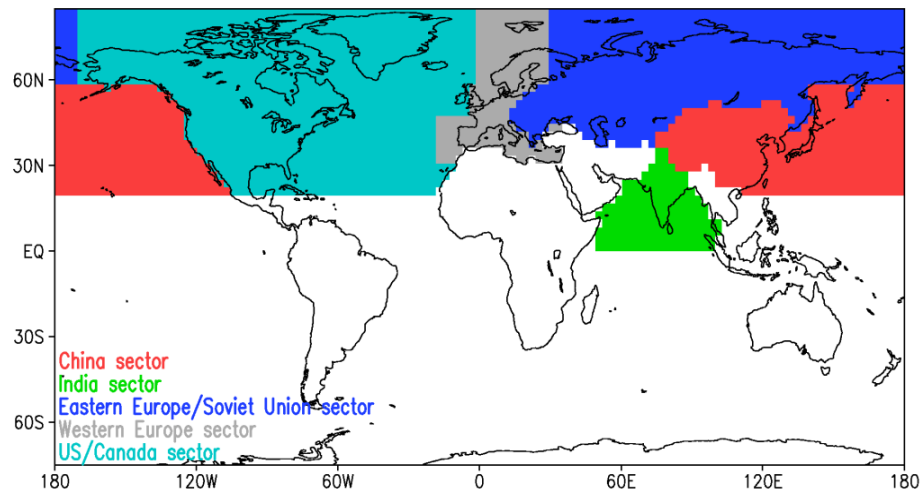 60N
30N
EQ
30S
60S
China sector
India sector
Eastern Europe/Soviet Union sector
Western Europe sector
US/Canada sector
180 120W 60W 0 60E 120E 180